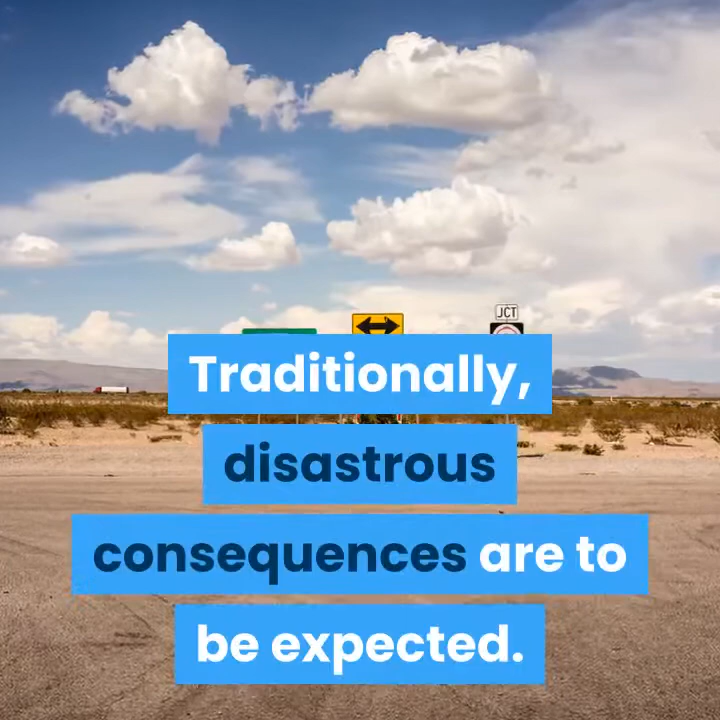 JCT
Traditionally,
disastrous
consequences are to
be expected.